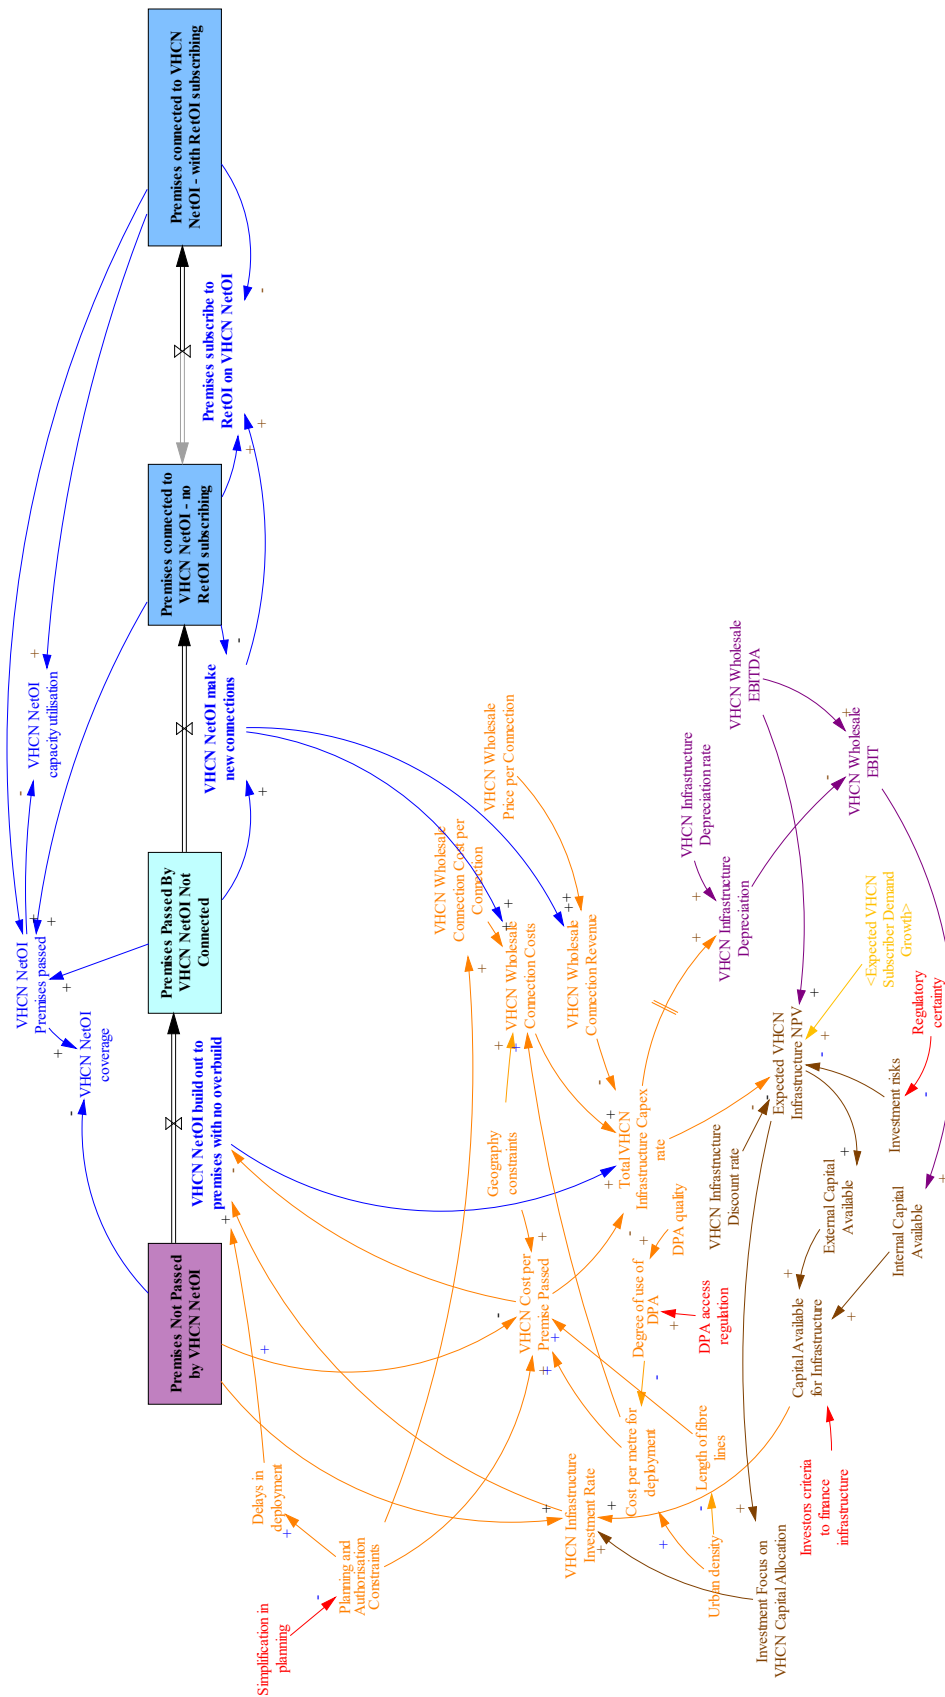 Premises Not Passed
by VHCN NetOI
Premises Passed By
VHCN NetOI Not
Connected
Premises connected to
VHCN NetOI - no
RetOI subscribing
Premises connected to VHCN
NetOI - with RetOI subscribing
VHCN NetOI
Premises passed
VHCN NetOI
capacity utilisation
VHCN NetOI
coverage
VHCN NetOI build out to
premises with no overbuild
VHCN NetOI make
new connections
Premises subscribe to
RetOI on VHCN NetOI
Simplification in
planning
Delays in
deployment
Planning and
Authorisation
Constraints
VHCN Wholesale
Connection Cost per
Connection
VHCN Wholesale
Price per Connection
VHCN Wholesale
Connection Costs
VHCN Wholesale
Connection Revenue
Geography
constraints
VHCN Cost per
Premise Passed
Total VHCN
Infrastructure Capex
rate
VHCN Infrastructure
Investment Rate
Cost per metre for
deployment
Degree of use of
DPA
DPA quality
DPA access
regulation
Length of fibre
lines
Urban density
VHCN Infrastructure
Depreciation rate
VHCN Infrastructure
Depreciation
VHCN Wholesale
EBITDA
VHCN Wholesale
EBIT
VHCN Infrastructure
Discount rate
Expected VHCN
Infrastructure NPV
<Expected VHCN
Subscriber Demand
Growth>
Regulatory
certainty
Investment risks
External Capital
Available
Internal Capital
Available
Capital Available
for Infrastructure
Investors criteria
to finance
infrastructure
Investment Focus on
VHCN Capital Allocation